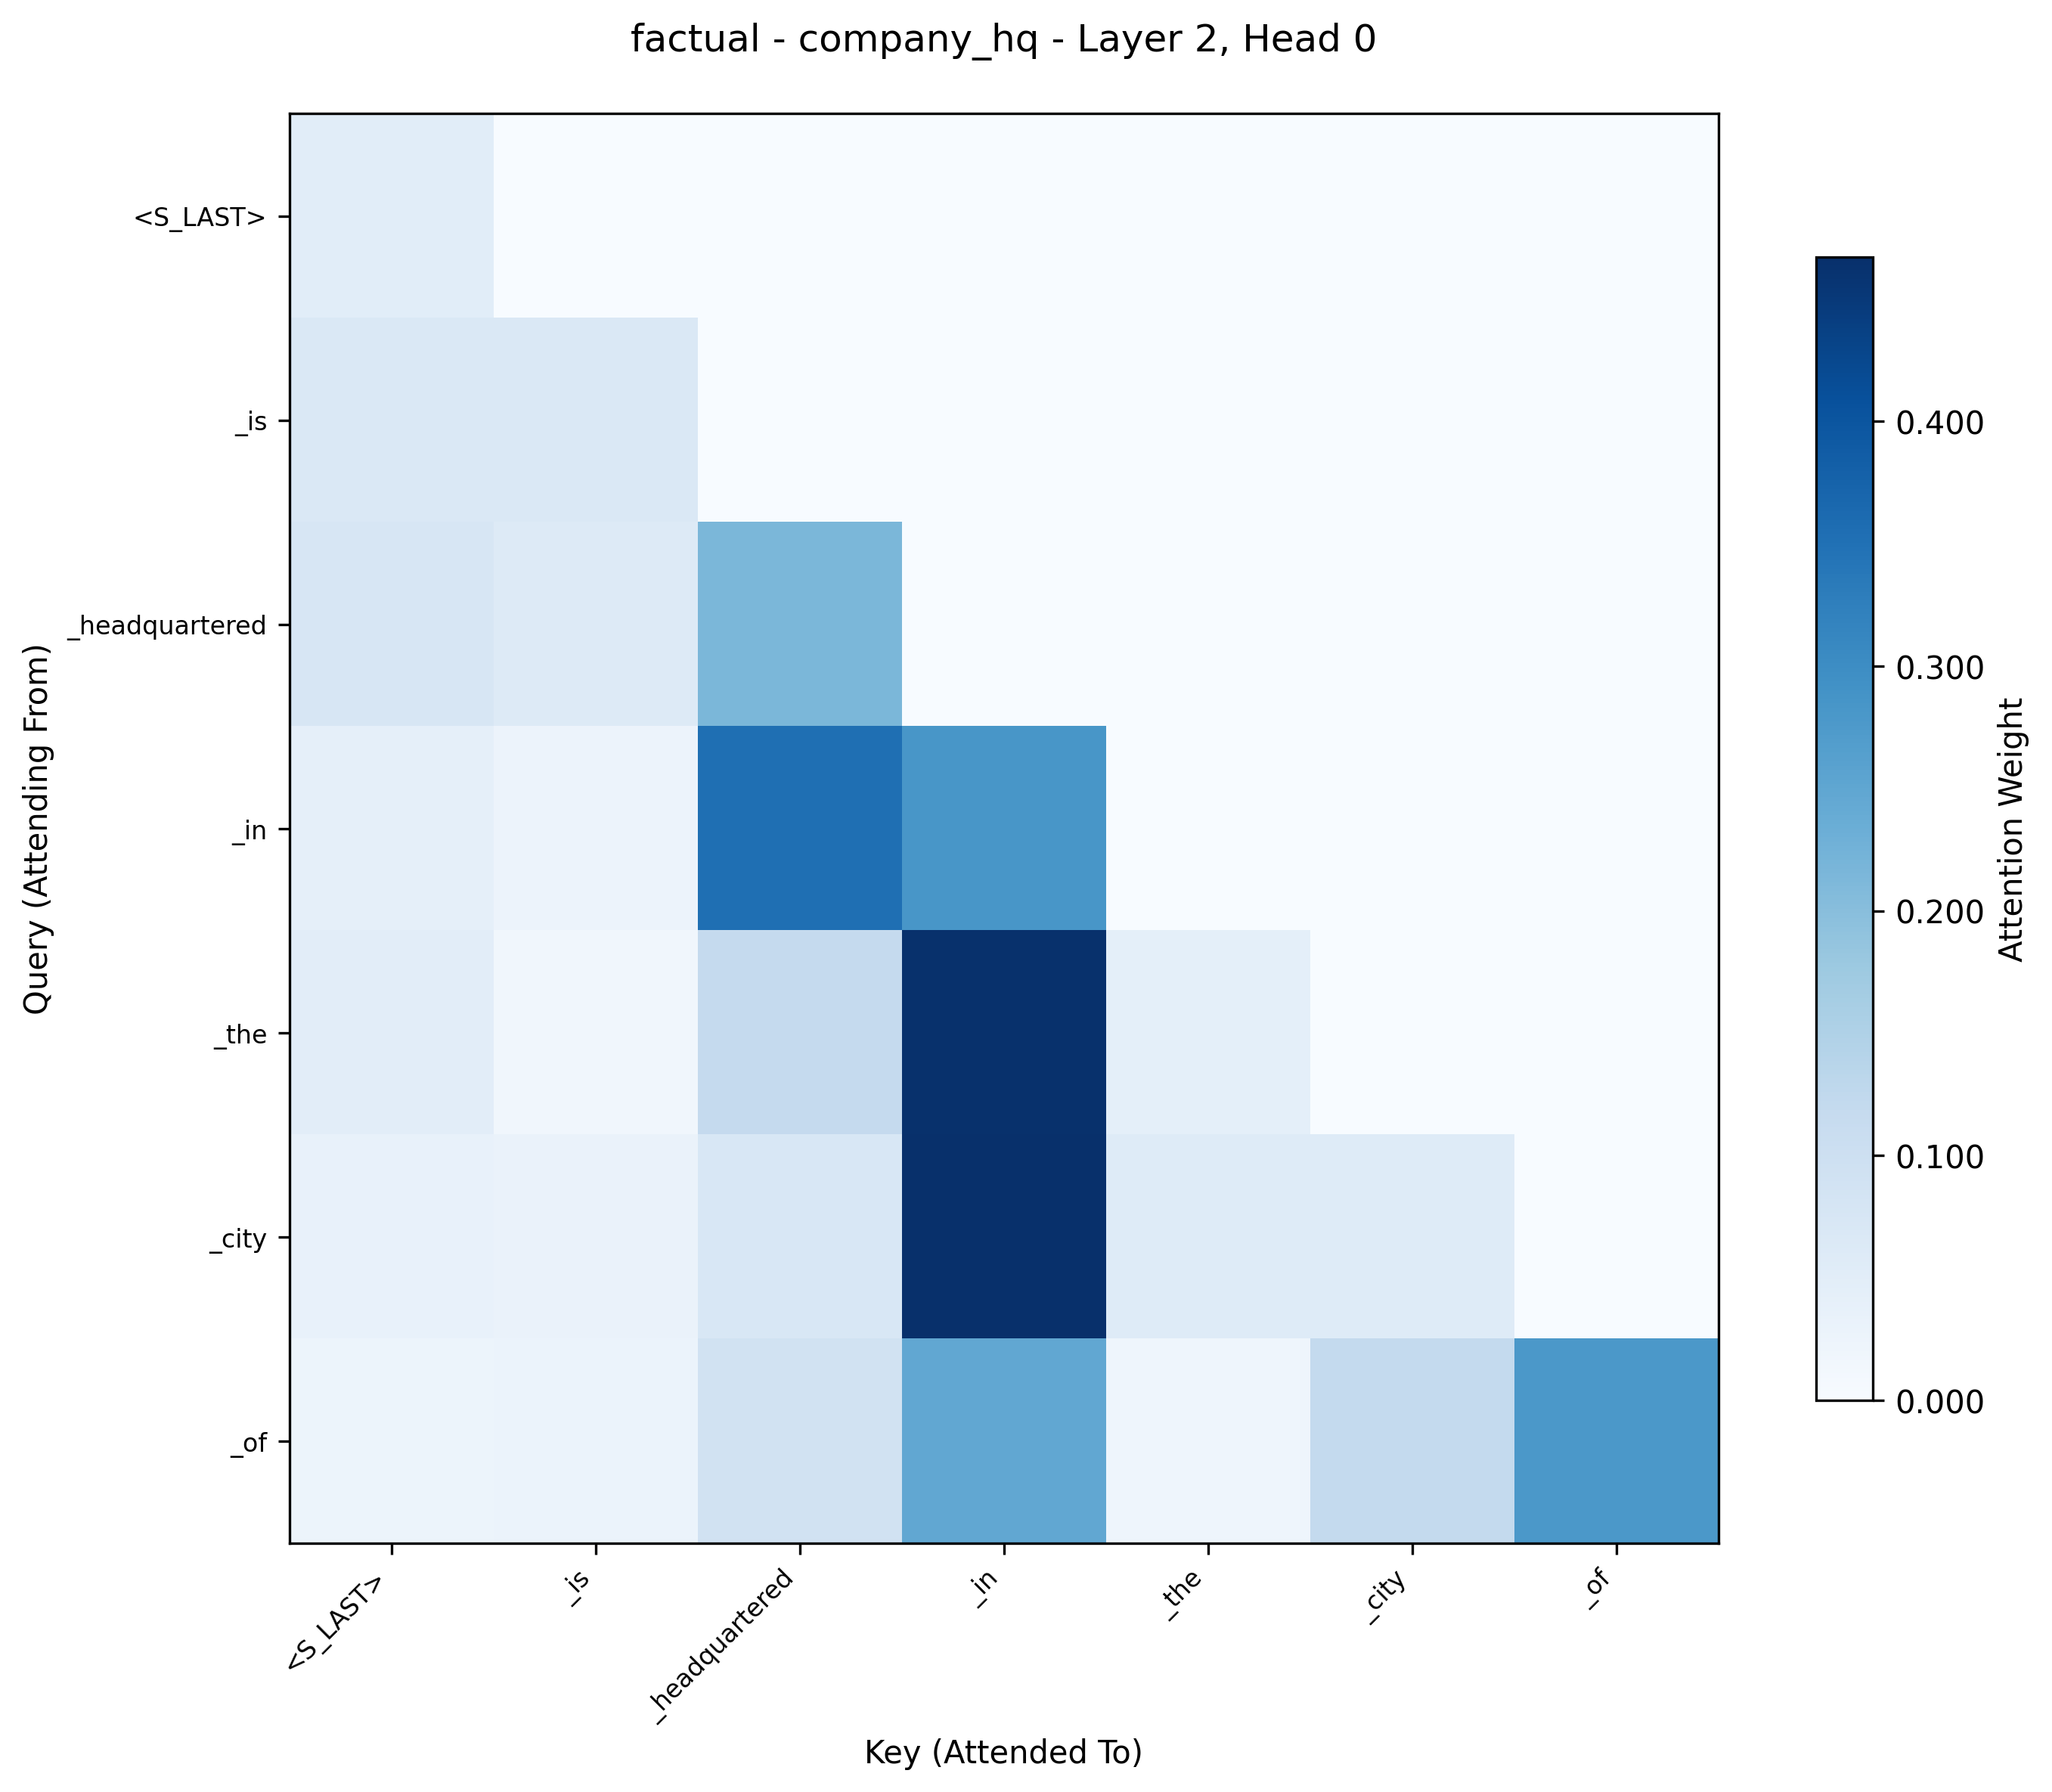 factual - company_hq - Layer 2, Head 0
Query (Attending From)
<S_LAST>
_is
_headquartered
_in
_the
_city
_of
<S_LAST>
_is
_headquartered
_in
_the
_city
_of
Key (Attended To)
0.400
0.300
0.200
0.100
0.000
Attention Weight